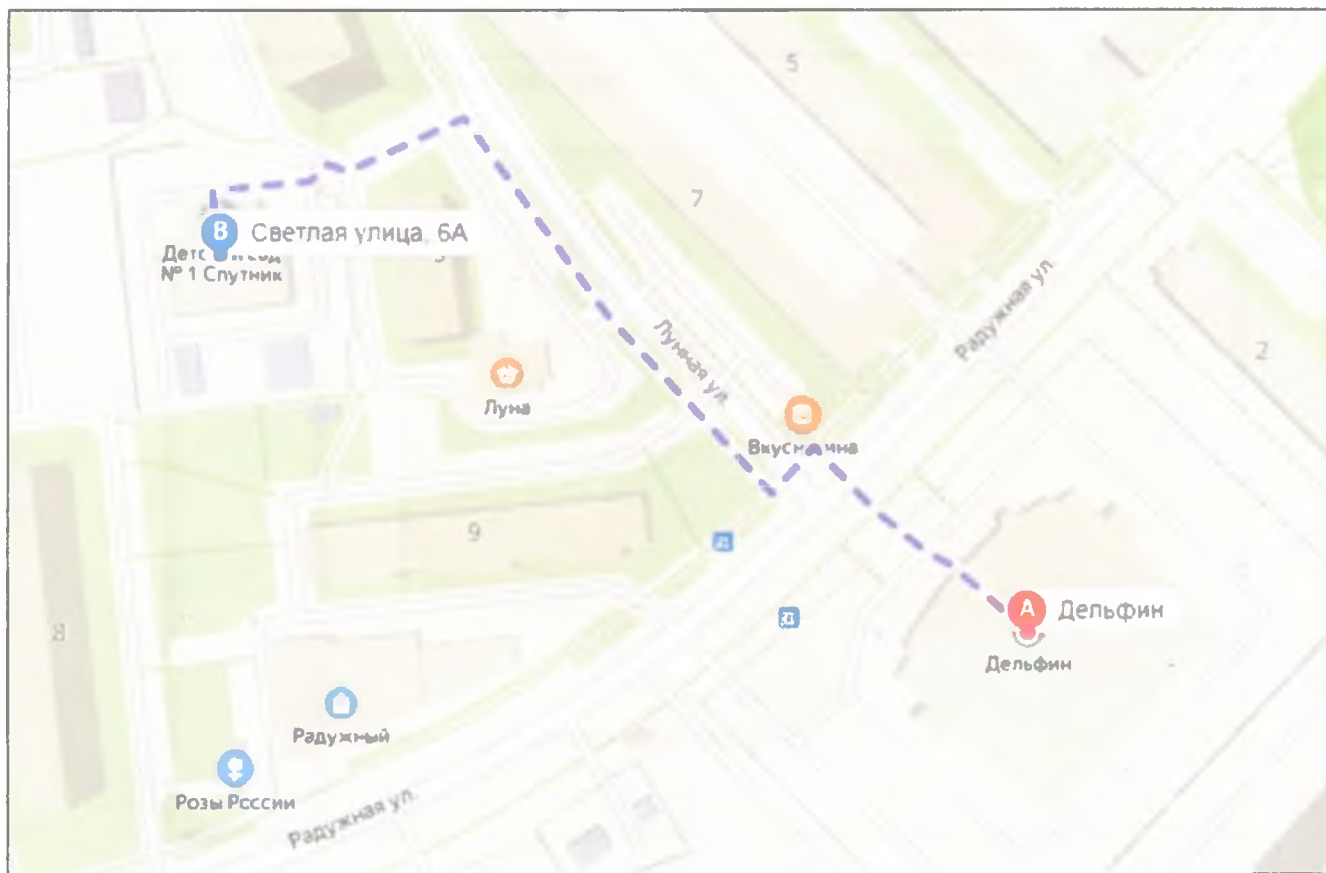 5
7
B
Светлая улица, 6А
№ 1 Спутник
Радужная ул.
2
Лунная ул.
Луна
9
A
Дельфин
Дельфин
8
Радужный
Розы России
Радужная ул.